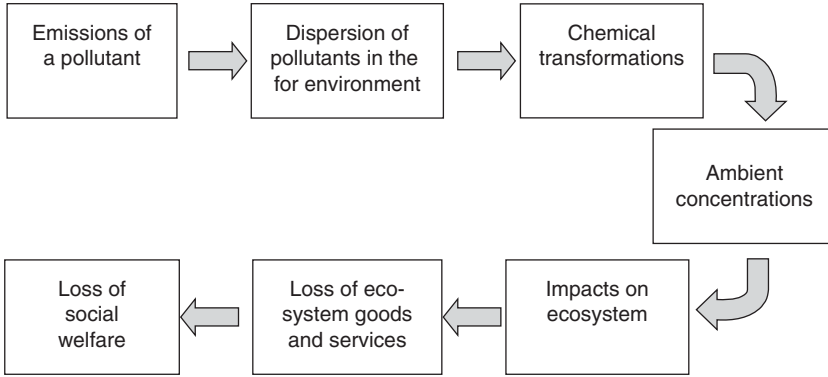 Emissions of
a pollutant
Dispersion of
pollutants in the
for environment
Chemical
transformations
Ambient
concentrations
Impacts on
ecosystem
Loss of eco-
system goods
and services
Loss of
social
welfare